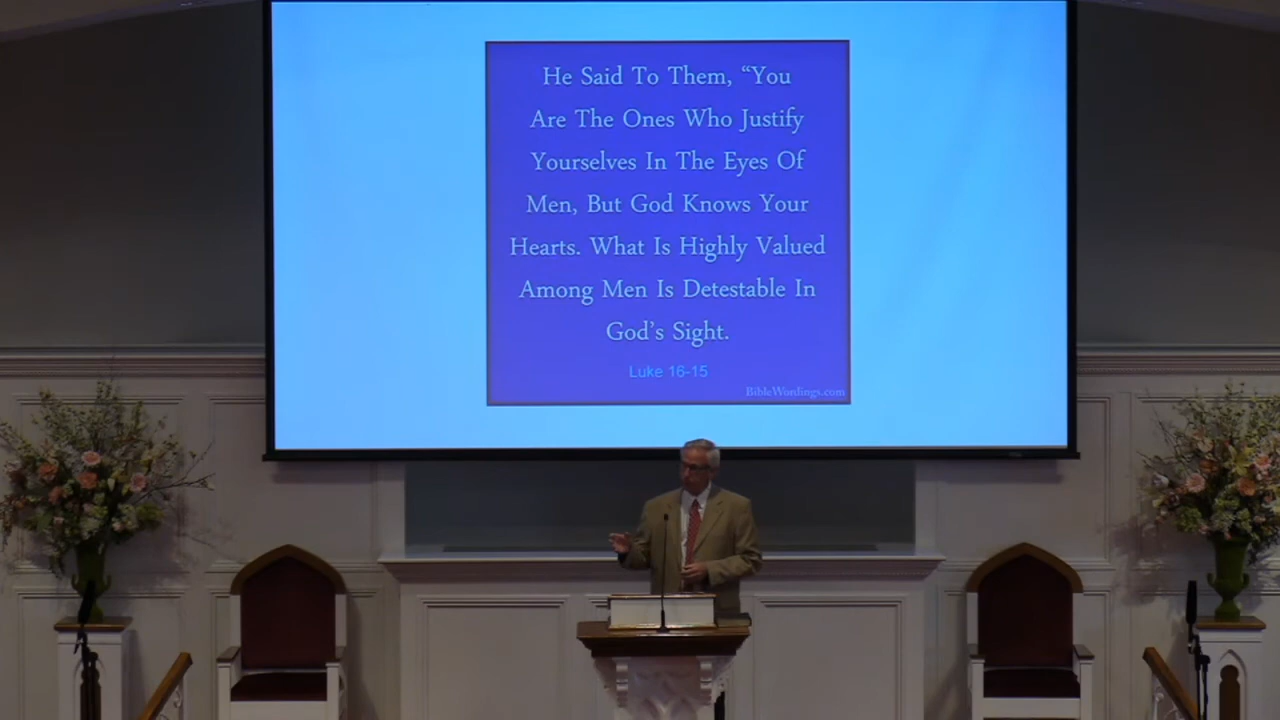 He Said To Them, “You
Are The Ones Who Justify
Yourselves In The Eyes Of
Men, But God Knows Your
Hearts. What Is Highly Valued
Among Men Is Detestable In
God’s Sight.
Luke 16-15
BibleWordings.com